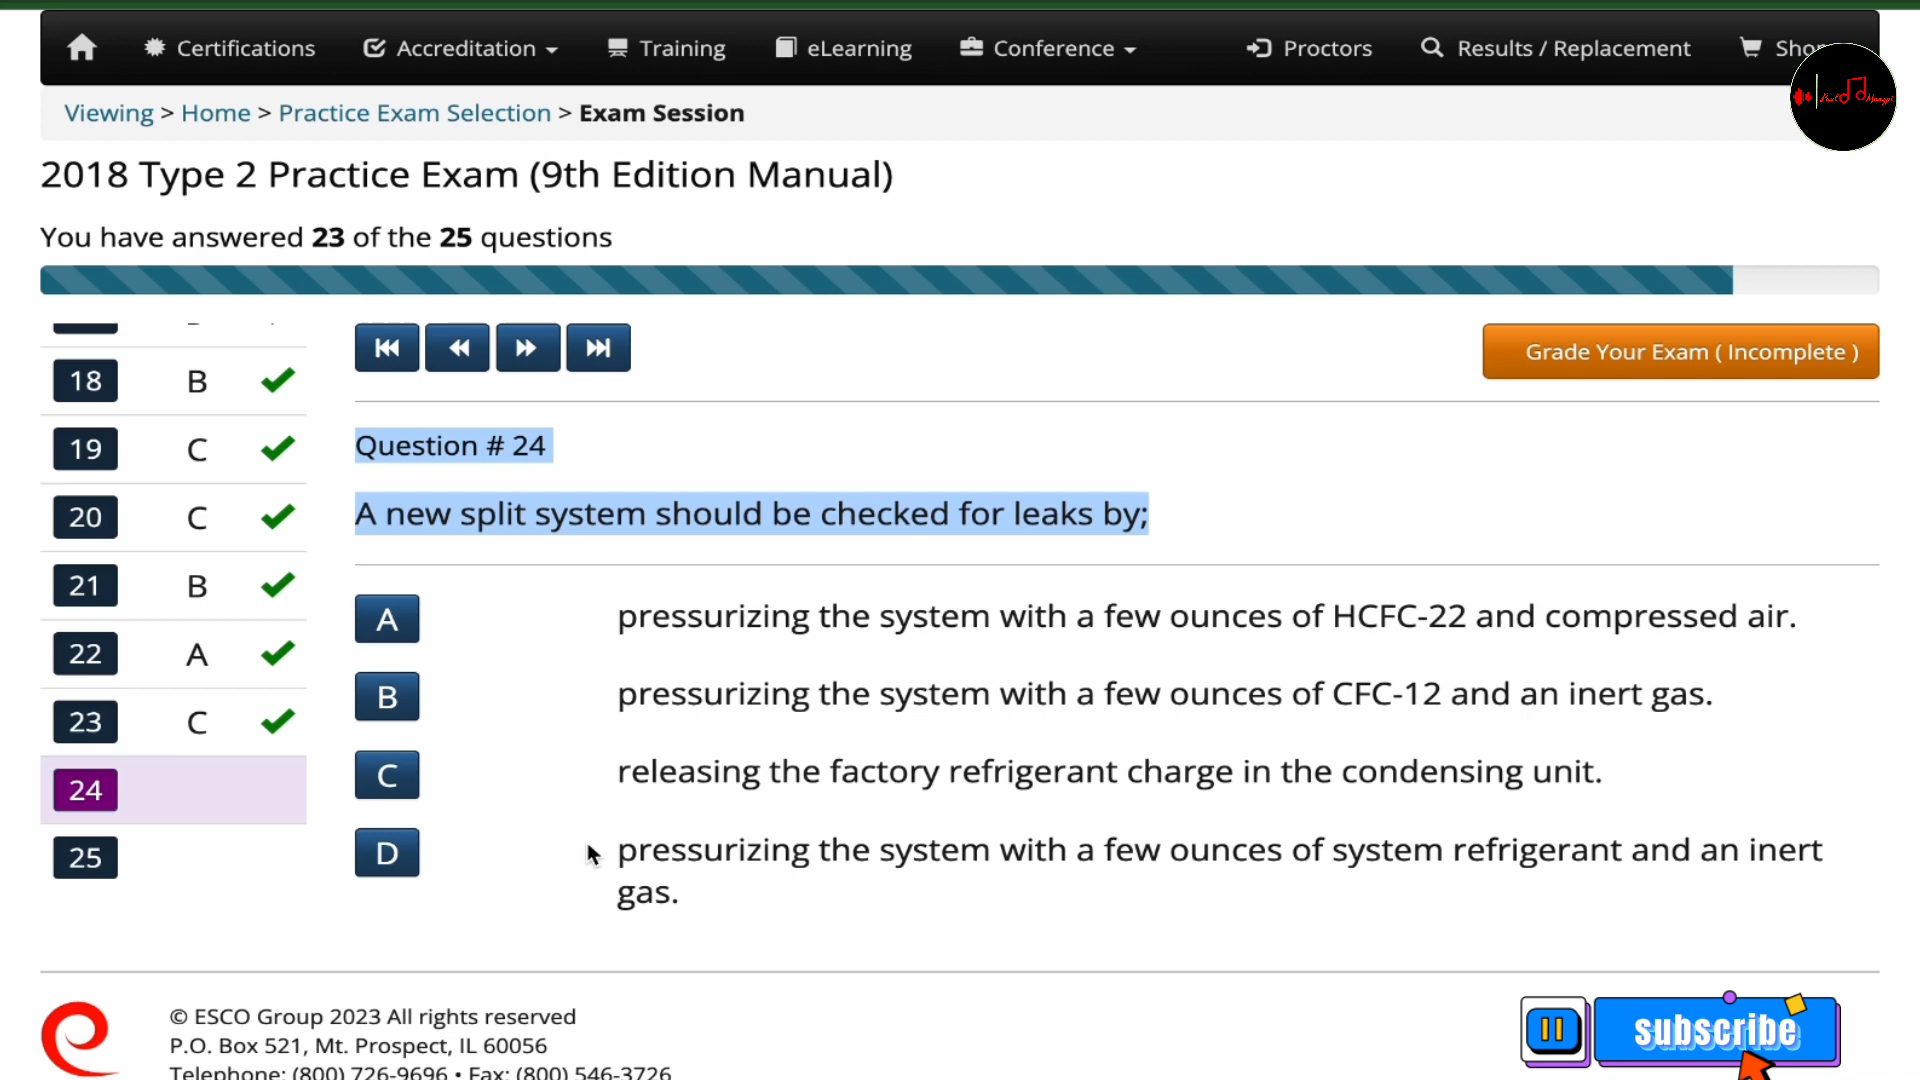 Certifications Accreditation Training eLearning Conference Proctors Results / Replacement
Viewing > Home > Practice Exam Selection > Exam Session
2018 Type 2 Practice Exam (9th Edition Manual)
You have answered 23 of the 25 questions
Grade Your Exam ( Incomplete )
18 B
19 C
20 C
21 B
22 A
23 C
24
25
Question # 24
A new split system should be checked for leaks by;
A pressurizing the system with a few ounces of HCFC-22 and compressed air.
B pressurizing the system with a few ounces of CFC-12 and an inert gas.
C releasing the factory refrigerant charge in the condensing unit.
D pressurizing the system with a few ounces of system refrigerant and an inert
gas.
© ESCO Group 2023 All rights reserved
P.O. Box 521, Mt. Prospect, IL 60056
Telephone: (800) 726-9696 • Fax: (800) 546-3726
subscribe